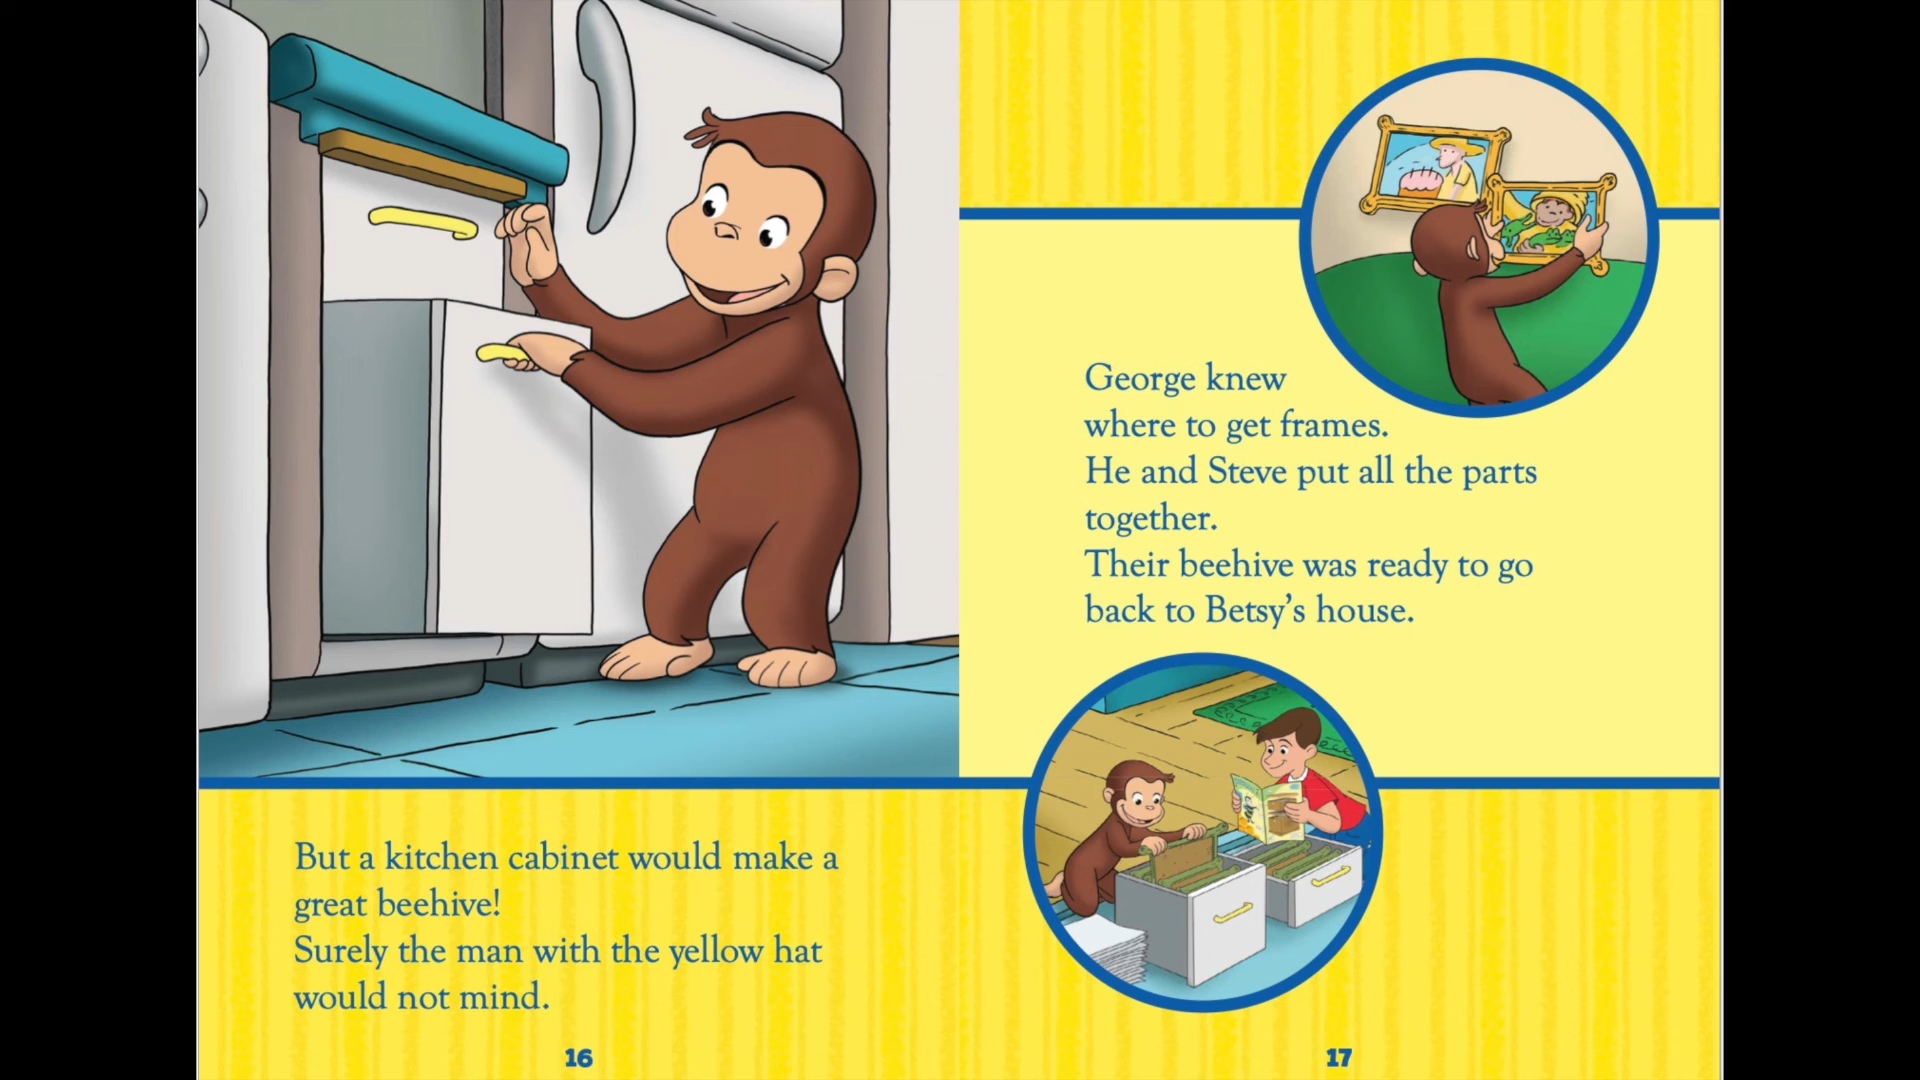 But a kitchen cabinet would make a
great beehive!
Surely the man with the yellow hat
would not mind.
16
George knew
where to get frames.
He and Steve put all the parts
together.
Their beehive was ready to go
back to Betsy’s house.
17